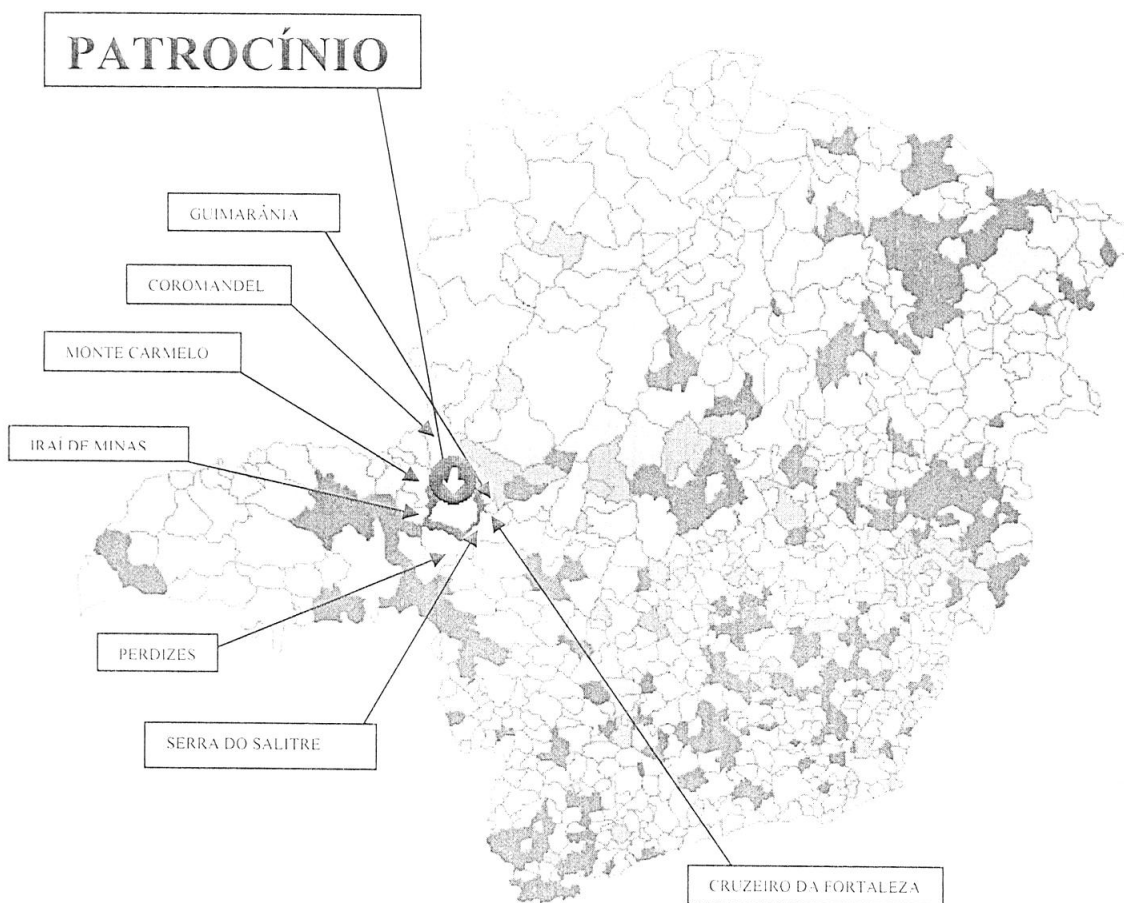 PATROCÍNIO
GUIMARÂNIA
COROMANDEL
MONTE CARMELO
IRAÍ DE MINAS
PERDIZES
SERRA DO SALITRE
CRUZEIRO DA FORTALEZA